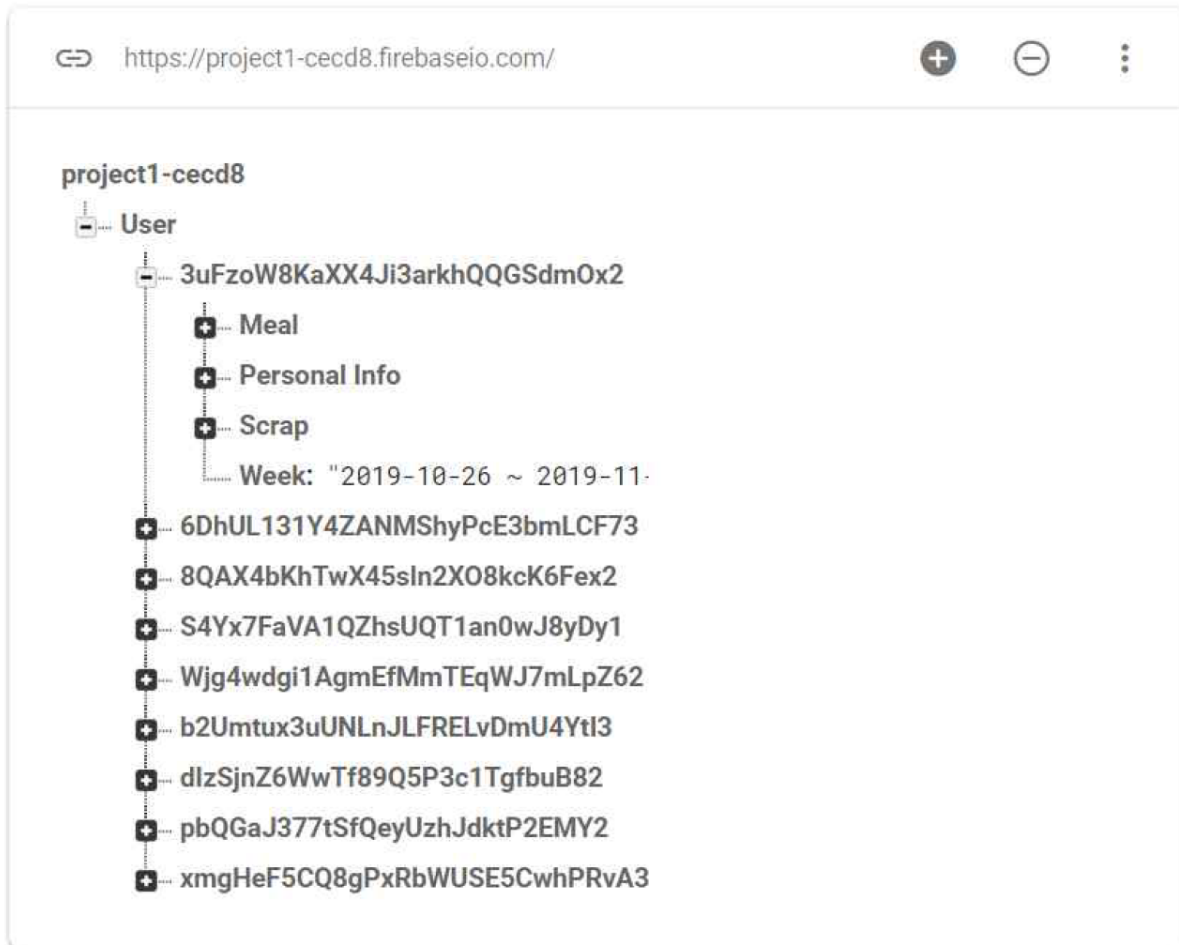 https://project1-cecd8.firebaseio.com/
project1-cecd8
User
3uFzoW8KaXX4Ji3arkhQQGSdmOx2
Meal
Personal Info
Scrap
Week: "2019-10-26 ~ 2019-11-
6DhUL131Y4ZANMShyPcE3bmLCF73
8QAX4bKhTwX45sln2XO8kcK6Fex2
S4Yx7FaVA1QZhsUQT1an0wJ8yDy1
Wjg4wdgi1AgmEfMmTEqWJ7mLpZ62
b2Umtux3uUNLnJLFRELvDmU4Ytl3
dlzSjnZ6WwTf89Q5P3c1TgfbuB82
pbQGaJ377tSfQeyUzhJdktP2EMY2
xmgHeF5CQ8gPxRbWUSE5CwhPRvA3